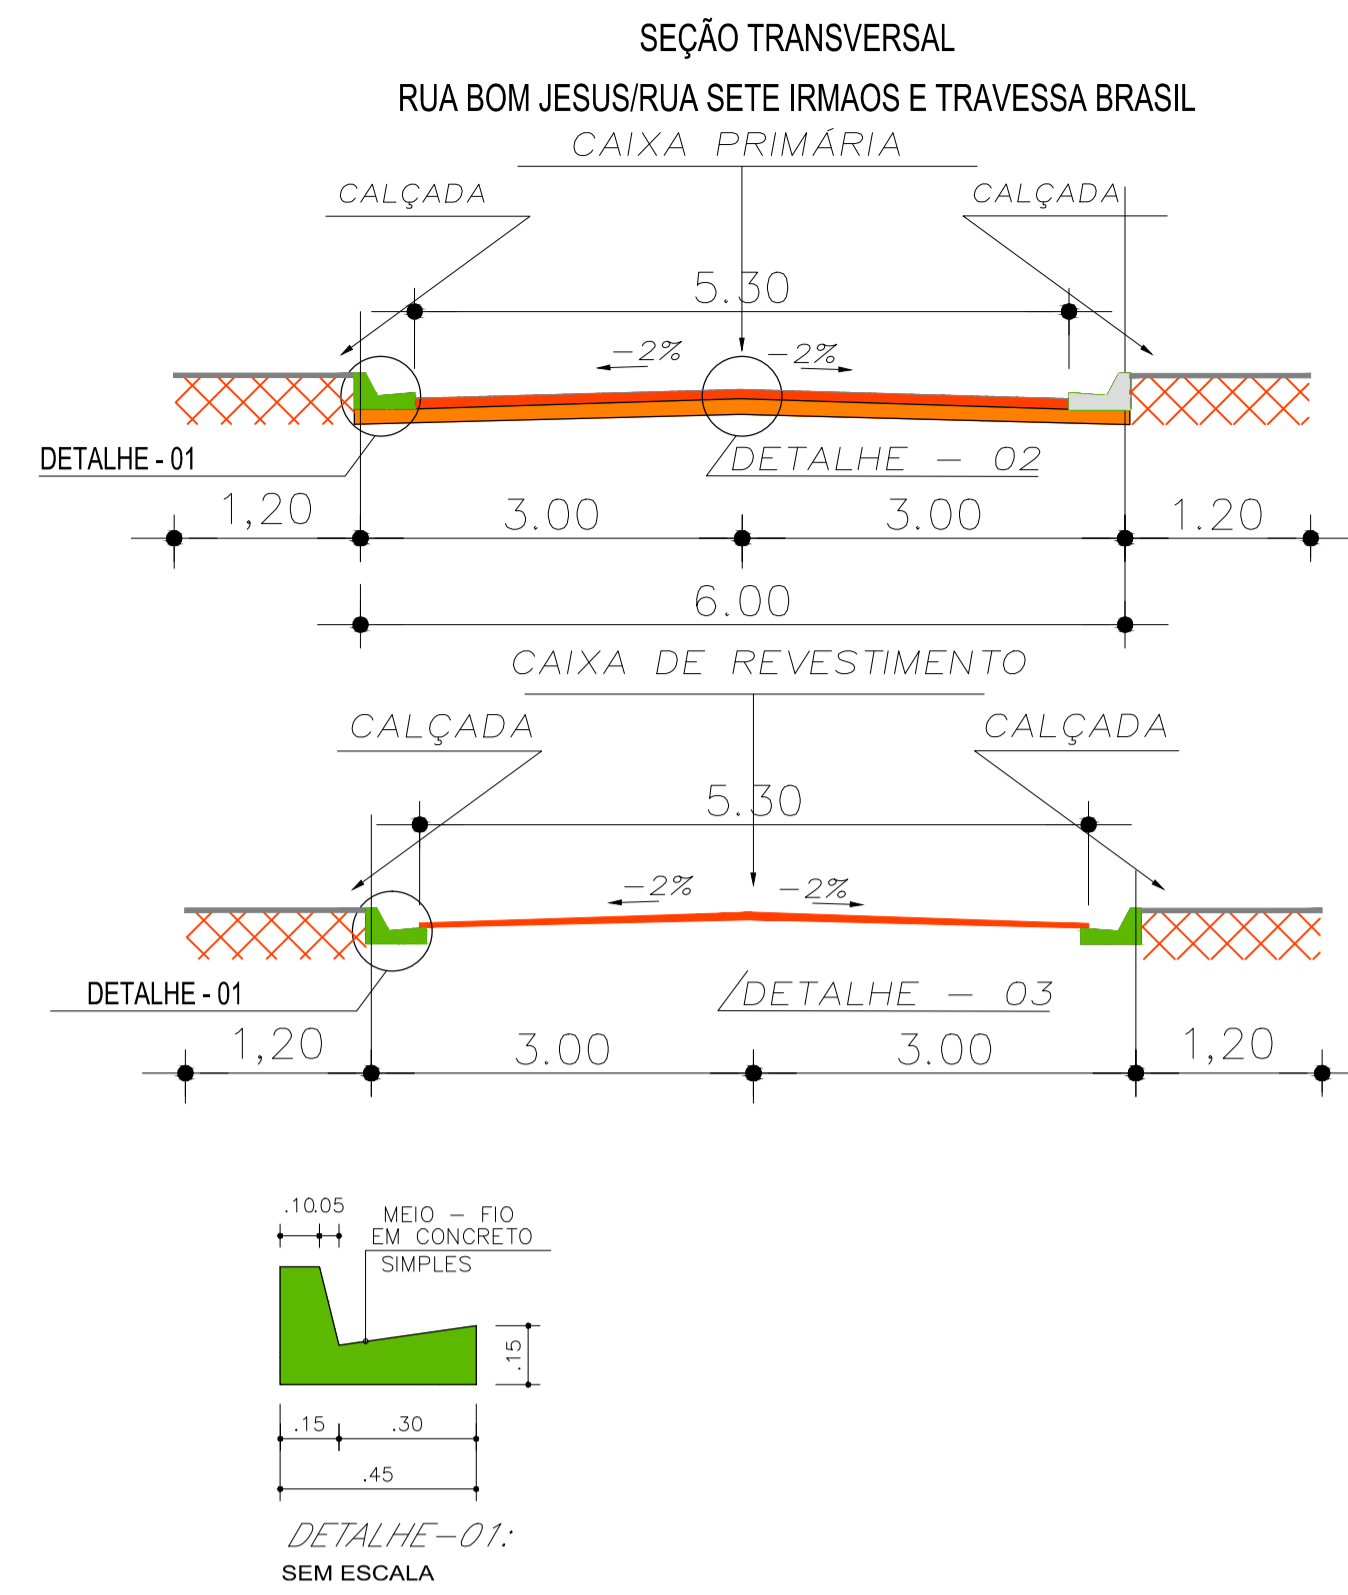 SEÇÃO TRANSVERSAL
RUA BOM JESUS/RUA SETE IRMAOS E TRAVESSA BRASIL
CAIXA PRIMÁRIA
CALÇADA
CALÇADA
5.30
-2%
-2%
DETALHE - 01
DETALHE - 02
1,20
3.00
3.00
1.20
6.00
CAIXA DE REVESTIMENTO
CALÇADA
CALÇADA
5.30
-2%
-2%
DETALHE - 01
DETALHE - 03
1,20
3.00
3.00
1,20
.10
.05
MEIO - FIO
EM CONCRETO
SIMPLES
.15
.15
.30
.45
DETALHE-01:
SEM ESCALA